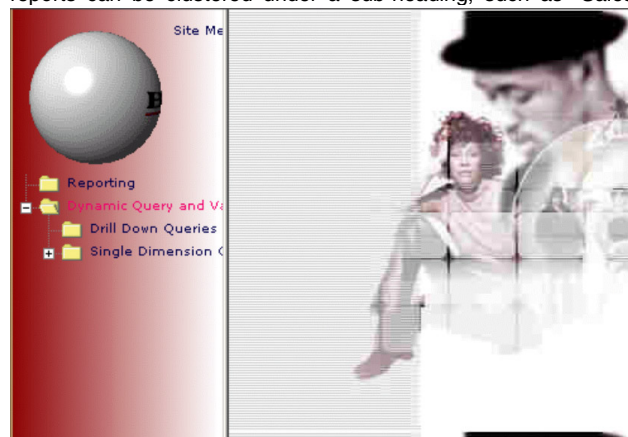 reports can be clustered under a sub-heading, such as
Site Me
B
Reporting
Dynamic Query and Va
Drill Down Queries
Single Dimension